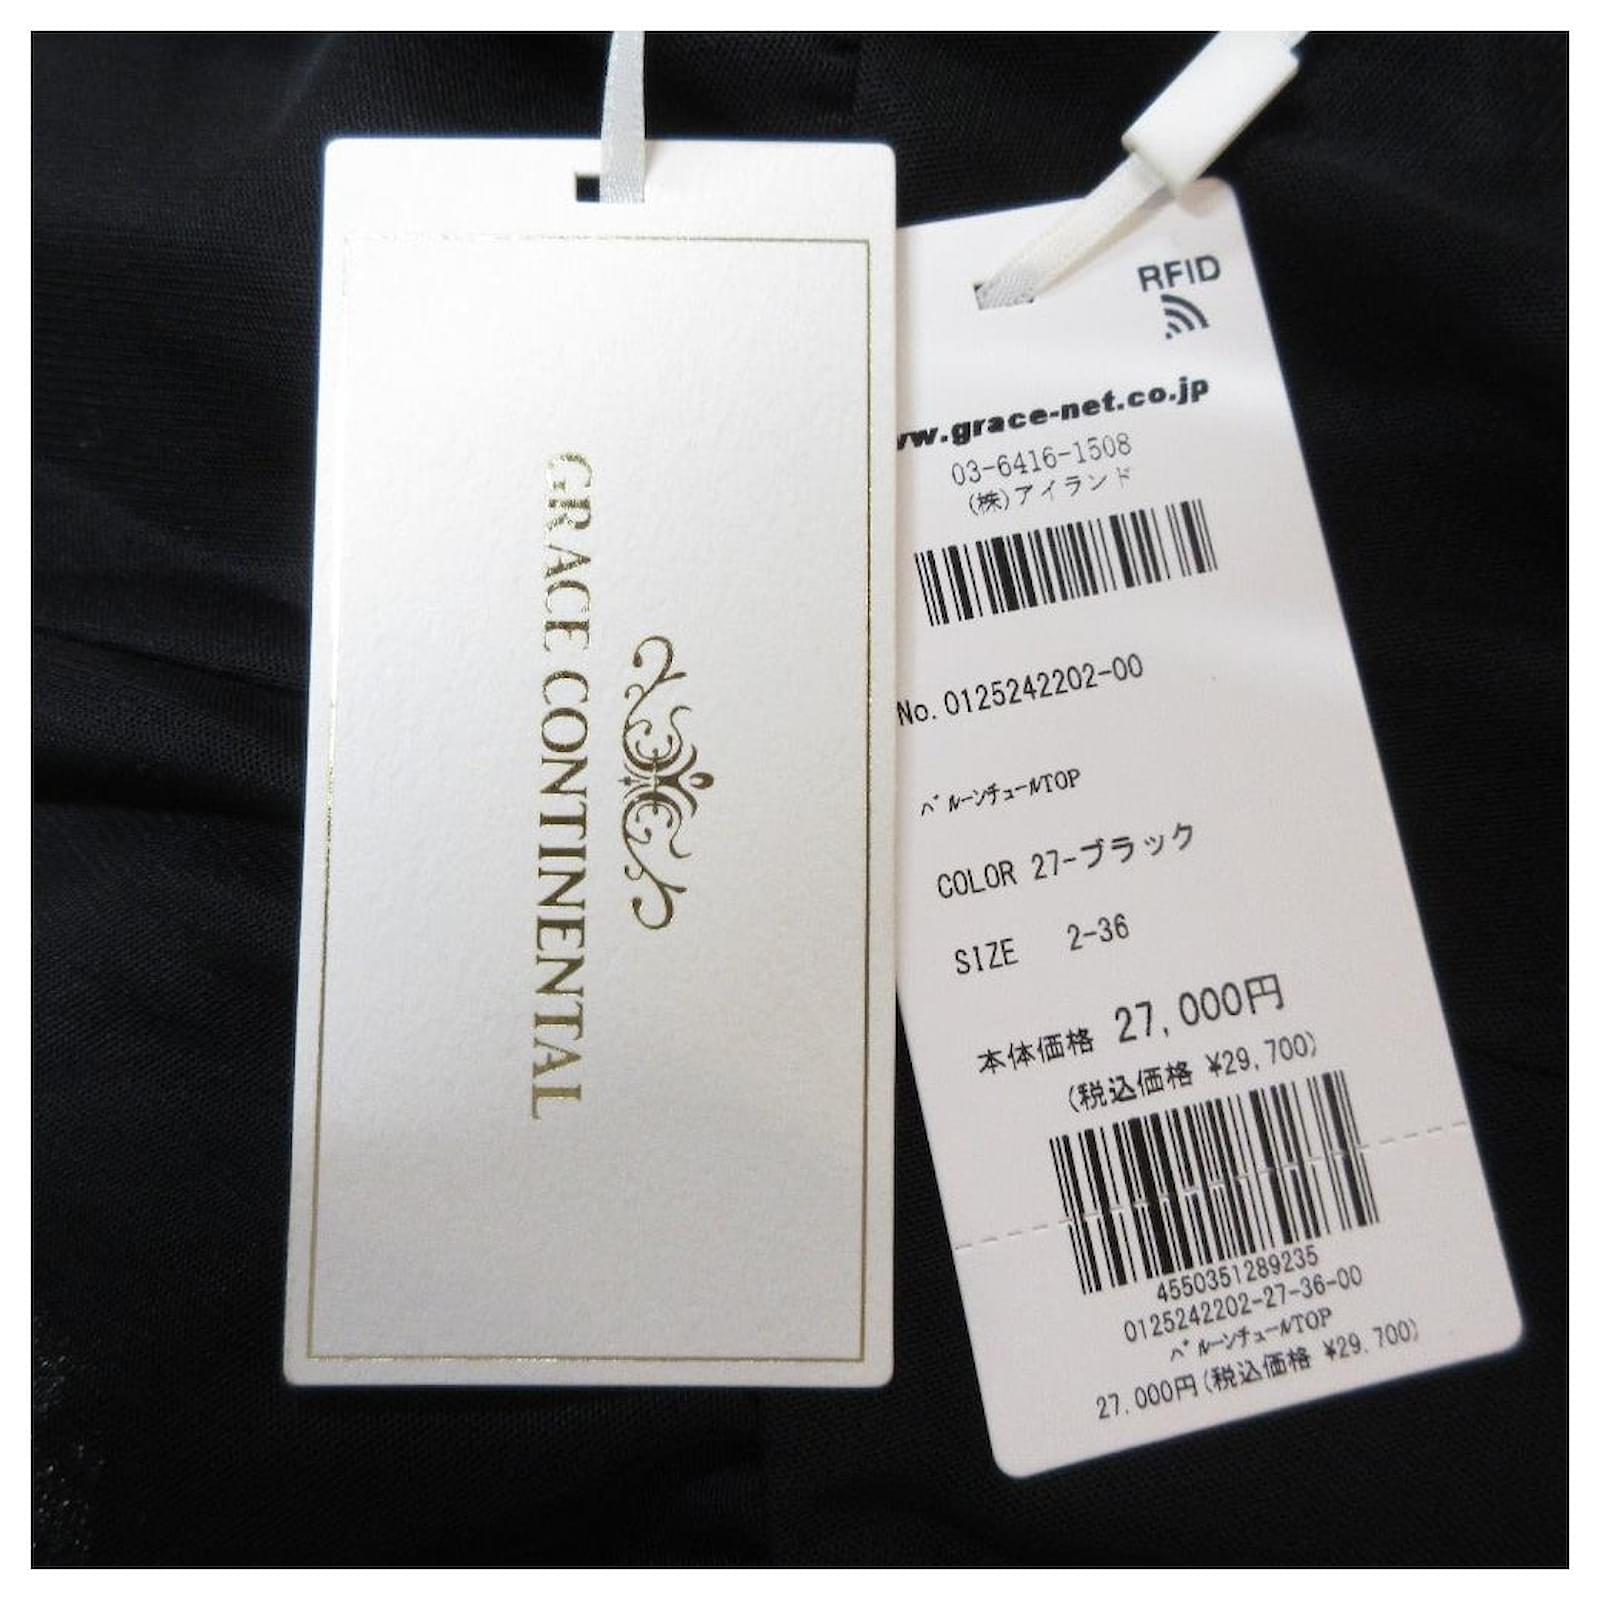 GRACE CONTINENTAL
RFID
w.grace-net.co.jp
03-6416-1508
(株)アイランド
No. 0125242202-00
ﾊﾞﾙｰﾝﾁｭｰﾙTOP
COLOR 27-ブラック
SIZE 2-36
本体価格 27,000円
(税込価格 ¥29,700)
4550351289235
0125242202-27-36-00
ﾊﾞﾙｰﾝﾁｭｰﾙTOP
27,000円(税込価格 ¥29,700)